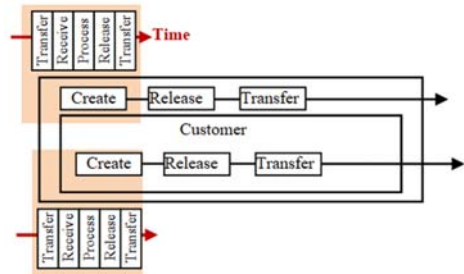 Transfer
Receive
Process
Release
Transfer
Time
Create Release Transfer
Customer
Create Release Transfer
Transfer
Receive
Process
Release
Transfer